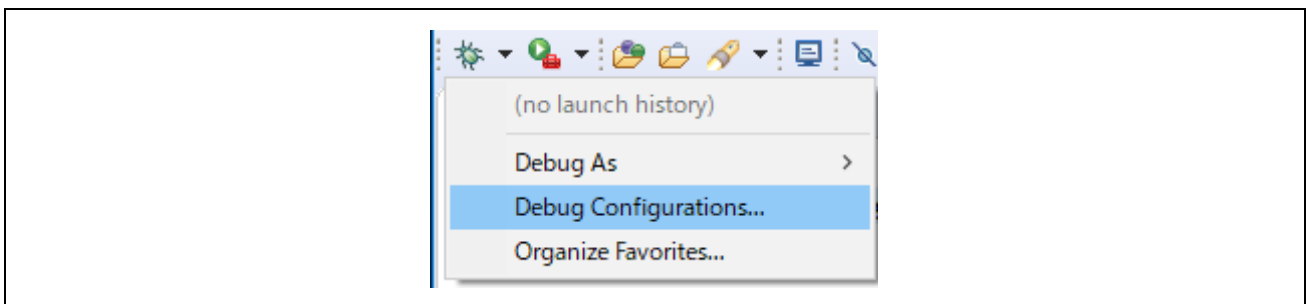 (no launch history)
Debug As
Debug Configurations...
Organize Favorites...